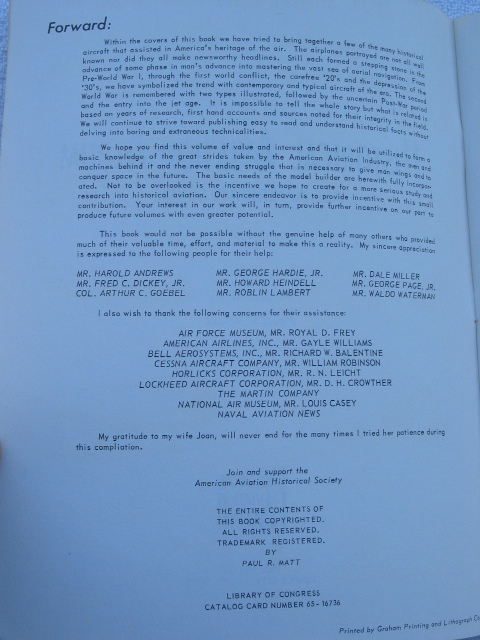 Forward:
Within the covers of this book we have tried to bring together a few of the many historical
aircraft that assisted in America's heritage of the air. The airplanes portrayed are not all well
known nor did they all make newsworthy headlines. Still each formed a stepping stone in the
advance of some phase in man's advance into mastering the vast sea of aerial navigation. From
Pre-World War I, through the first world conflict, the carefree '20's and the depression of the
'30's, we have symbolized the trend with contemporary and typical aircraft of the era. The second
World War is remembered with two types illustrated, followed by the uncertain Post-War period
and the entry into the jet age. It is impossible to tell the whole story but what is related is
based on years of research, first hand accounts and sources noted for their integrity in the field.
We will continue to strive toward publishing easy to read and understand historical facts without
delving into boring and extraneous technicalities.
We hope you find this volume of value and interest and that it will be utilized to form a
basic knowledge of the great strides taken by the American Aviation Industry, the men and
machines behind it and the never ending struggle that is necessary to give man wings and to
conquer space in the future. The basic needs of the model builder are herewith fully incorpor-
ated. Not to be overlooked is the incentive we hope to create for a more serious study and
research into historical aviation. Our sincere endeavor is to provide incentive with this small
contribution. Your interest in our work will, in turn, provide further incentive on our part to
produce future volumes with even greater potential.
This book would not be possible without the genuine help of many others who provided
much of their valuable time, effort, and material to make this a reality. My sincere appreciation
is expressed to the following people for their help:
MR. HAROLD ANDREWS MR. GEORGE HARDIE, JR. MR. DALE MILLER
MR. FRED C. DICKEY, JR. MR. HOWARD HEINDELL MR. GEORGE PAGE, JR.
COL. ARTHUR C. GOEBEL MR. ROBLIN LAMBERT MR. WALDO WATERMAN
I also wish to thank the following concerns for their assistance:
AIR FORCE MUSEUM, MR. ROYAL D. FREY
AMERICAN AIRLINES, INC., MR. GAYLE WILLIAMS
BELL AEROSYSTEMS, INC., MR. RICHARD W. BALENTINE
CESSNA AIRCRAFT COMPANY, MR. WILLIAM ROBINSON
HORLICKS CORPORATION, MR. R. N. LEICHT
LOCKHEED AIRCRAFT CORPORATION, MR. D. H. CROWTHER
THE MARTIN COMPANY
NATIONAL AIR MUSEUM, MR. LOUIS CASEY
NAVAL AVIATION NEWS
My gratitude to my wife Joan, will never end for the many times I tried her patience during
this compliation.
Join and support the
American Aviation Historical Society
THE ENTIRE CONTENTS OF
THIS BOOK COPYRIGHTED.
ALL RIGHTS RESERVED.
TRADEMARK REGISTERED.
BY
PAUL R. MATT
LIBRARY OF CONGRESS
CATALOG CARD NUMBER 65-16736
Printed by Graham Printing and Lithograph Co